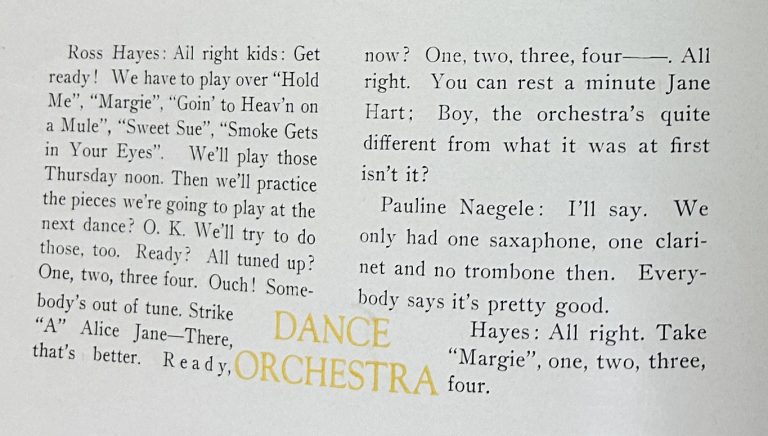 Ross Hayes: All right kids: Get
ready! We have to play over “Hold
Me”, “Margie”, “Goin’ to Heav’n on
a Mule”, “Sweet Sue”, “Smoke Gets
in Your Eyes”. We’ll play those
Thursday noon. Then we’ll practice
the pieces we’re going to play at the
next dance? O. K. We’ll try to do
those, too. Ready? All tuned up?
One, two, three four. Ouch! Some-
body’s out of tune. Strike
“A” Alice Jane—There,
that’s better. Ready,
now? One, two, three, four——. All
right. You can rest a minute Jane
Hart; Boy, the orchestra’s quite
different from what it was at first
isn’t it?
Pauline Naegele: I’ll say. We
only had one saxaphone, one clari-
net and no trombone then. Every-
body says it’s pretty good.
Hayes: All right. Take
“Margie”, one, two, three,
four.
DANCE
ORCHESTRA